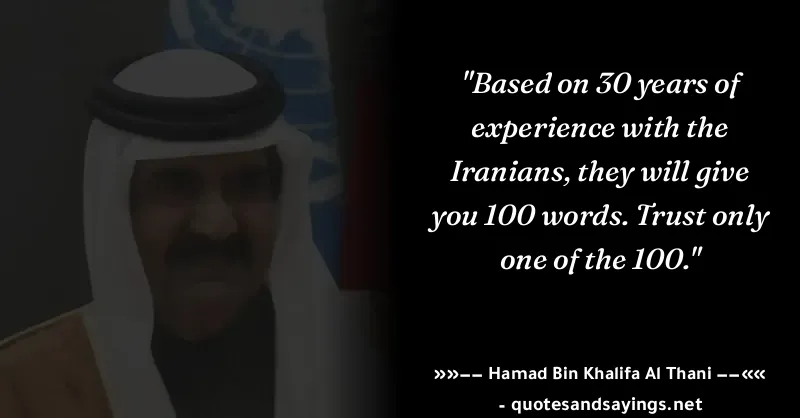 "Based on 30 years of
experience with the
Iranians, they will give
you 100 words. Trust only
one of the 100."
»»–– Hamad Bin Khalifa Al Thani ––««
- quotesandsayings.net